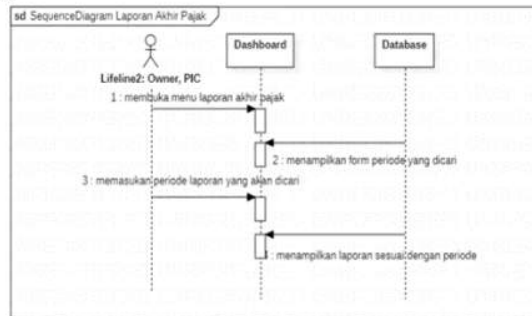 sd SequenceDiagram Laporan Akhir Pajak
Dashboard
Database
Lifeline2: Owner, PIC
1 : membuka menu laporan akhir pajak
2 : menampilkan form periode yang dicari
3 : memasukan periode laporan yang akan dicari
: menampilkan laporan sesuai dengan periode